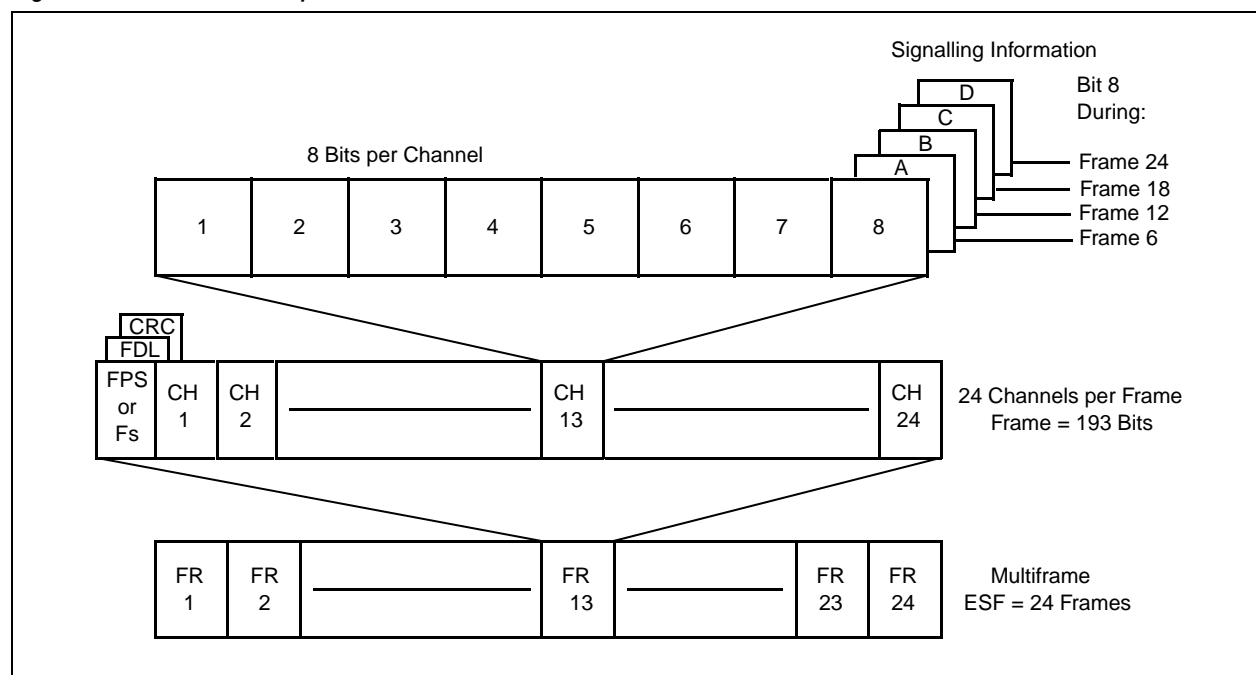 Signalling Information
Bit 8
During:
D
C
B
A
Frame 24
Frame 18
Frame 12
Frame 6
8 Bits per Channel
1 2 3 4 5 6 7 8
CRC
FDL
FPS
or
Fs
CH
1
CH
2
CH
13
CH
24
24 Channels per Frame
Frame = 193 Bits
FR
1
FR
2
FR
13
FR
23
FR
24
Multiframe
ESF = 24 Frames